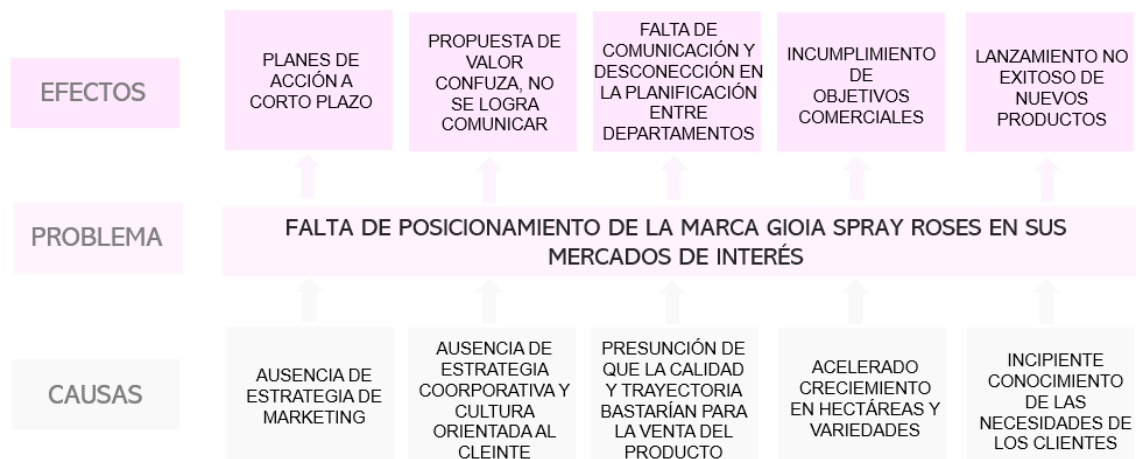 EFECTOS
PLANES DE
ACCIÓN A
CORTO PLAZO
PROPUESTA DE
VALOR
CONFUZA, NO
SE LOGRA
COMUNICAR
FALTA DE
COMUNICACIÓN Y
DESCONECCIÓN EN
LA PLANIFICACIÓN
ENTRE
DEPARTAMENTOS
INCUMPLIMIENTO
DE
OBJETIVOS
COMERCIALES
LANZAMIENTO NO
EXITOSO DE
NUEVOS
PRODUCTOS
PROBLEMA
FALTA DE POSICIONAMIENTO DE LA MARCA GIOIA SPRAY ROSES EN SUS
MERCADOS DE INTERÉS
CAUSAS
AUSENCIA DE
ESTRATEGIA DE
MARKETING
AUSENCIA DE
ESTRATEGIA
COORPORATIVA Y
CULTURA
ORIENTADA AL
CLEINTE
PRESUNCIÓN DE
QUE LA CALIDAD
Y TRAYECTORIA
BASTARÍAN PARA
LA VENTA DEL
PRODUCTO
ACELERADO
CRECIMIENTO
EN HECTÁREAS Y
VARIEDADES
INCIPIENTE
CONOCIMIENTO
DE LAS
NECESIDADES DE
LOS CLIENTES